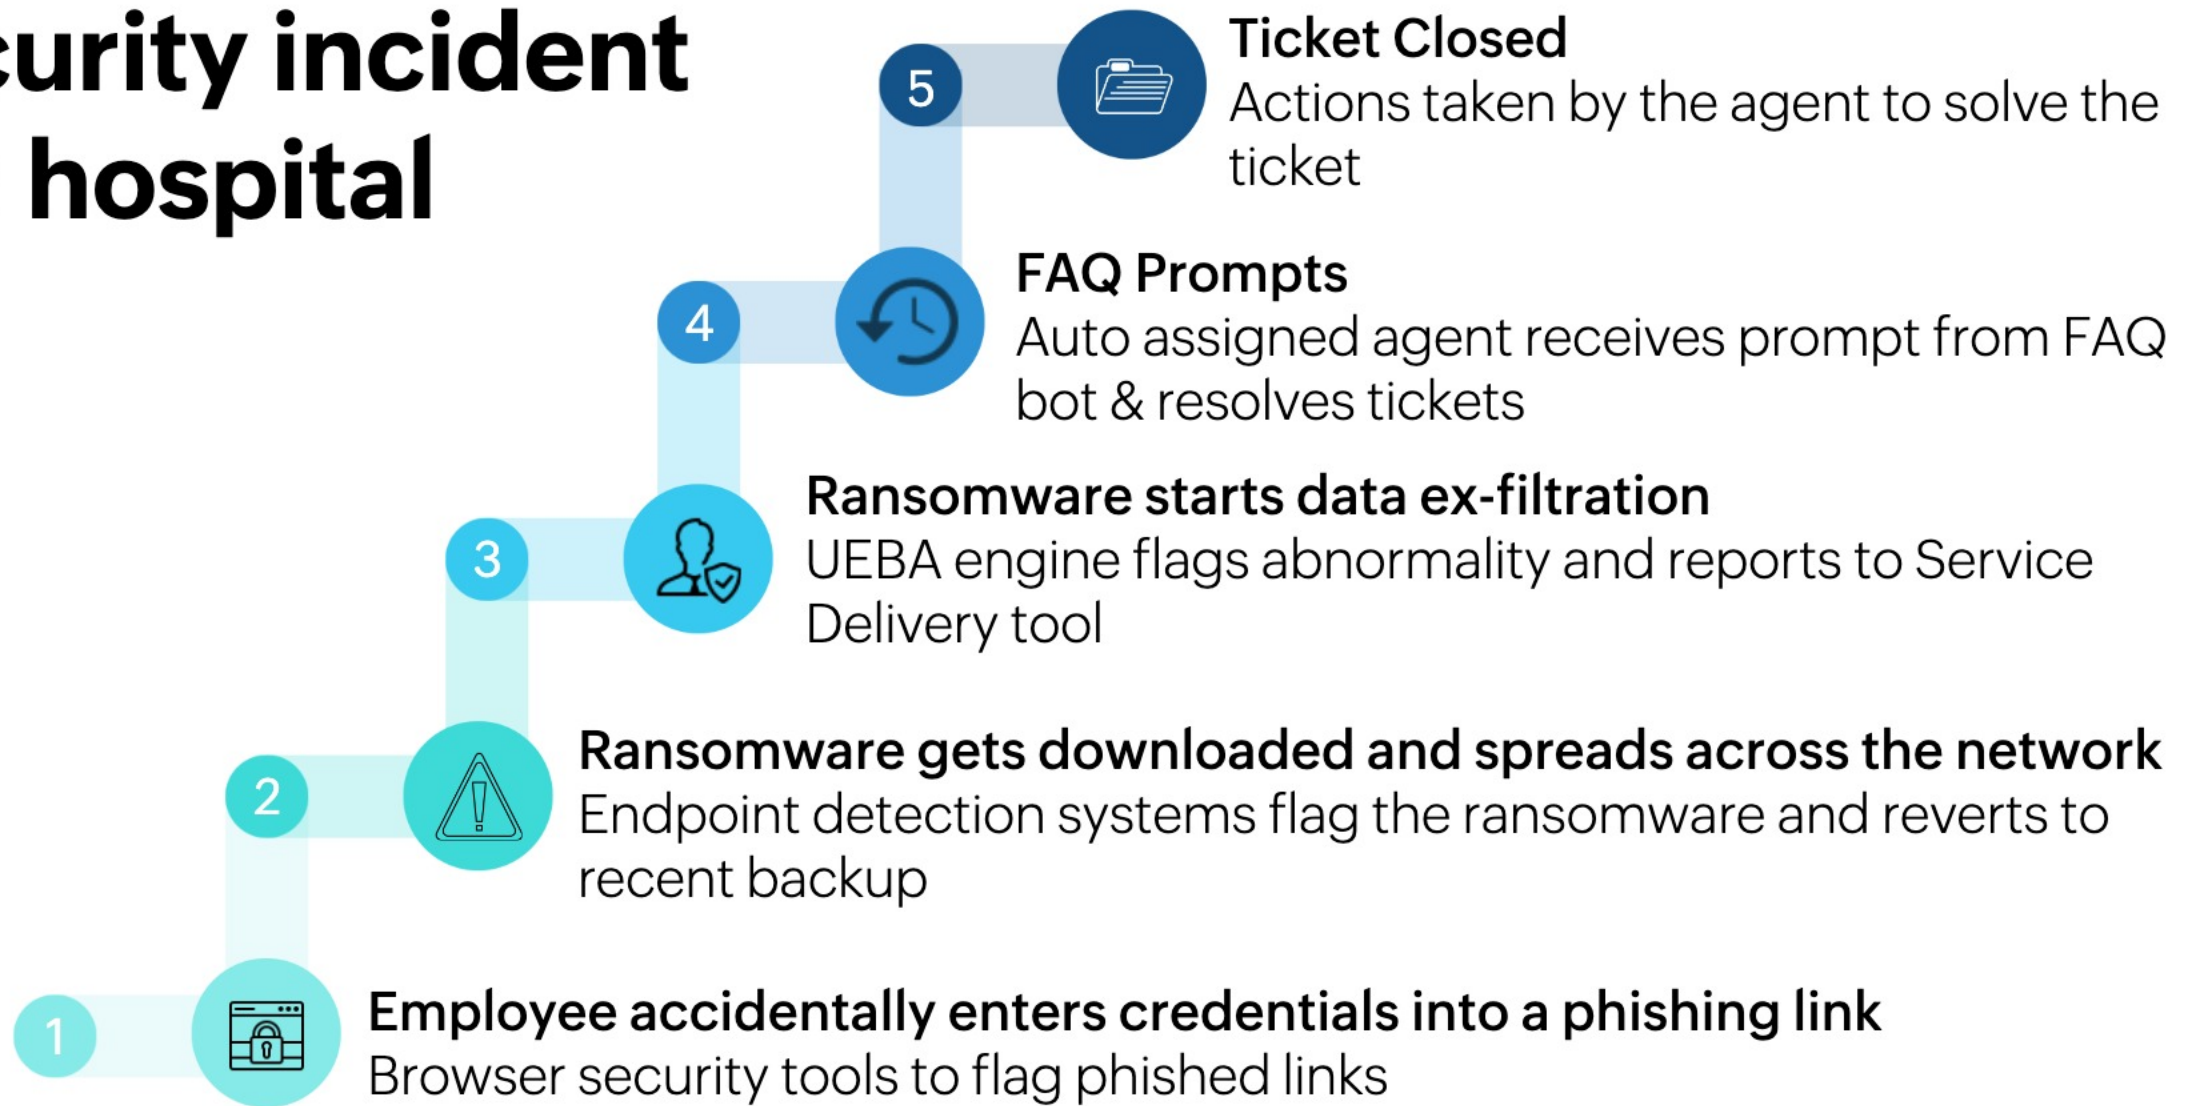 curity incident
hospital
5
Ticket Closed
Actions taken by the agent to solve the
ticket
4
FAQ Prompts
Auto assigned agent receives prompt from FAQ
bot & resolves tickets
3
Ransomware starts data ex-filtration
UEBA engine flags abnormality and reports to Service
Delivery tool
2
Ransomware gets downloaded and spreads across the network
Endpoint detection systems flag the ransomware and reverts to
recent backup
1
Employee accidentally enters credentials into a phishing link
Browser security tools to flag phished links